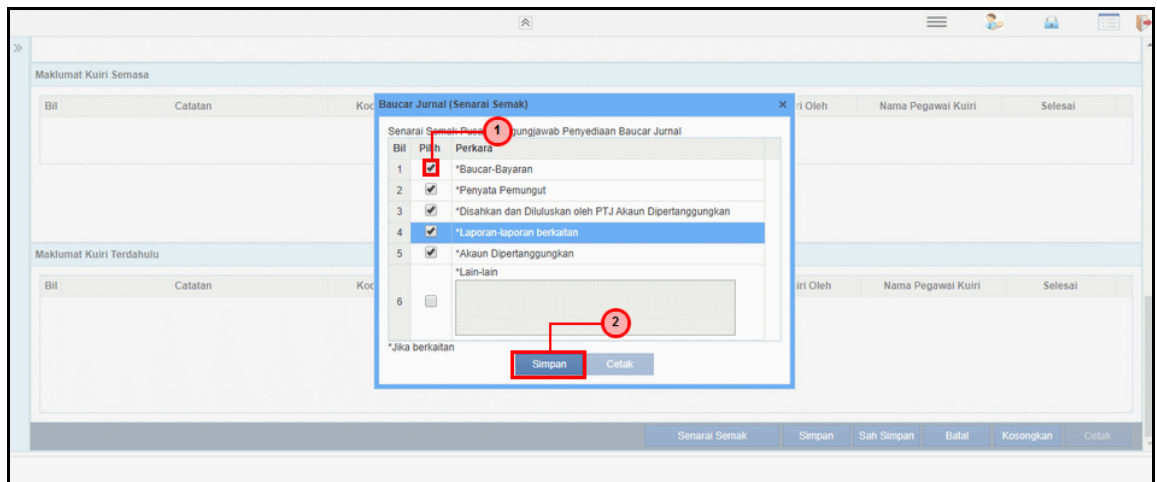 Maklumat Kuiri Semasa
Bil Catatan Nama Pegawai Kuiri Selesai
Baucar Jurnal (Senarai Semak) ×
Senarai Semak Penyediaan Baucar Jurnal
1
Bil Pilih Perkara
1 *Baucar-Bayaran
2 *Penyata Pemungut
3 *Disahkan dan Diluluskan oleh PTJ Akaun Dipertanggungkan
4 *Laporan-laporan berkaitan
5 *Akaun Dipertanggungkan
*Lain-lain
6
2
*Jika berkaitan
Simpan Cetak
Maklumat Kuiri Terdahulu
Bil Catatan Oleh Nama Pegawai Kuiri Selesai
Senarai Semak Simpan Sah Simpan Batal Kosongkan Cetak